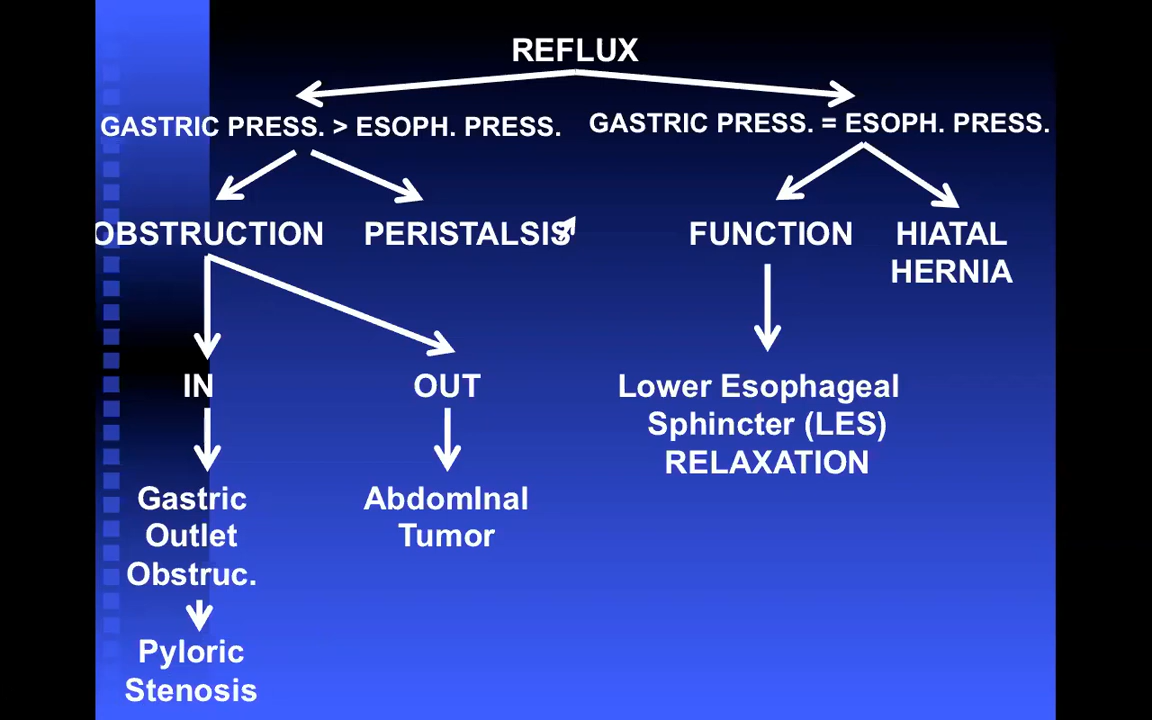 REFLUX
GASTRIC PRESS. > ESOPH. PRESS.
GASTRIC PRESS. = ESOPH. PRESS.
OBSTRUCTION
PERISTALSIS
FUNCTION
HIATAL
HERNIA
IN
OUT
Lower Esophageal
Sphincter (LES)
RELAXATION
Gastric
Outlet
Obstruc.
AbdomInal
Tumor
Pyloric
Stenosis